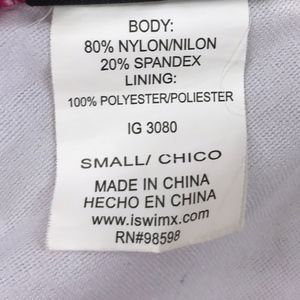 BODY:
80% NYLON/NILON
20% SPANDEX
LINING:
100% POLYESTER/POLIESTER
IG 3080
SMALL/ CHICO
MADE IN CHINA
HECHO EN CHINA
www.iswimx.com
RN#98598